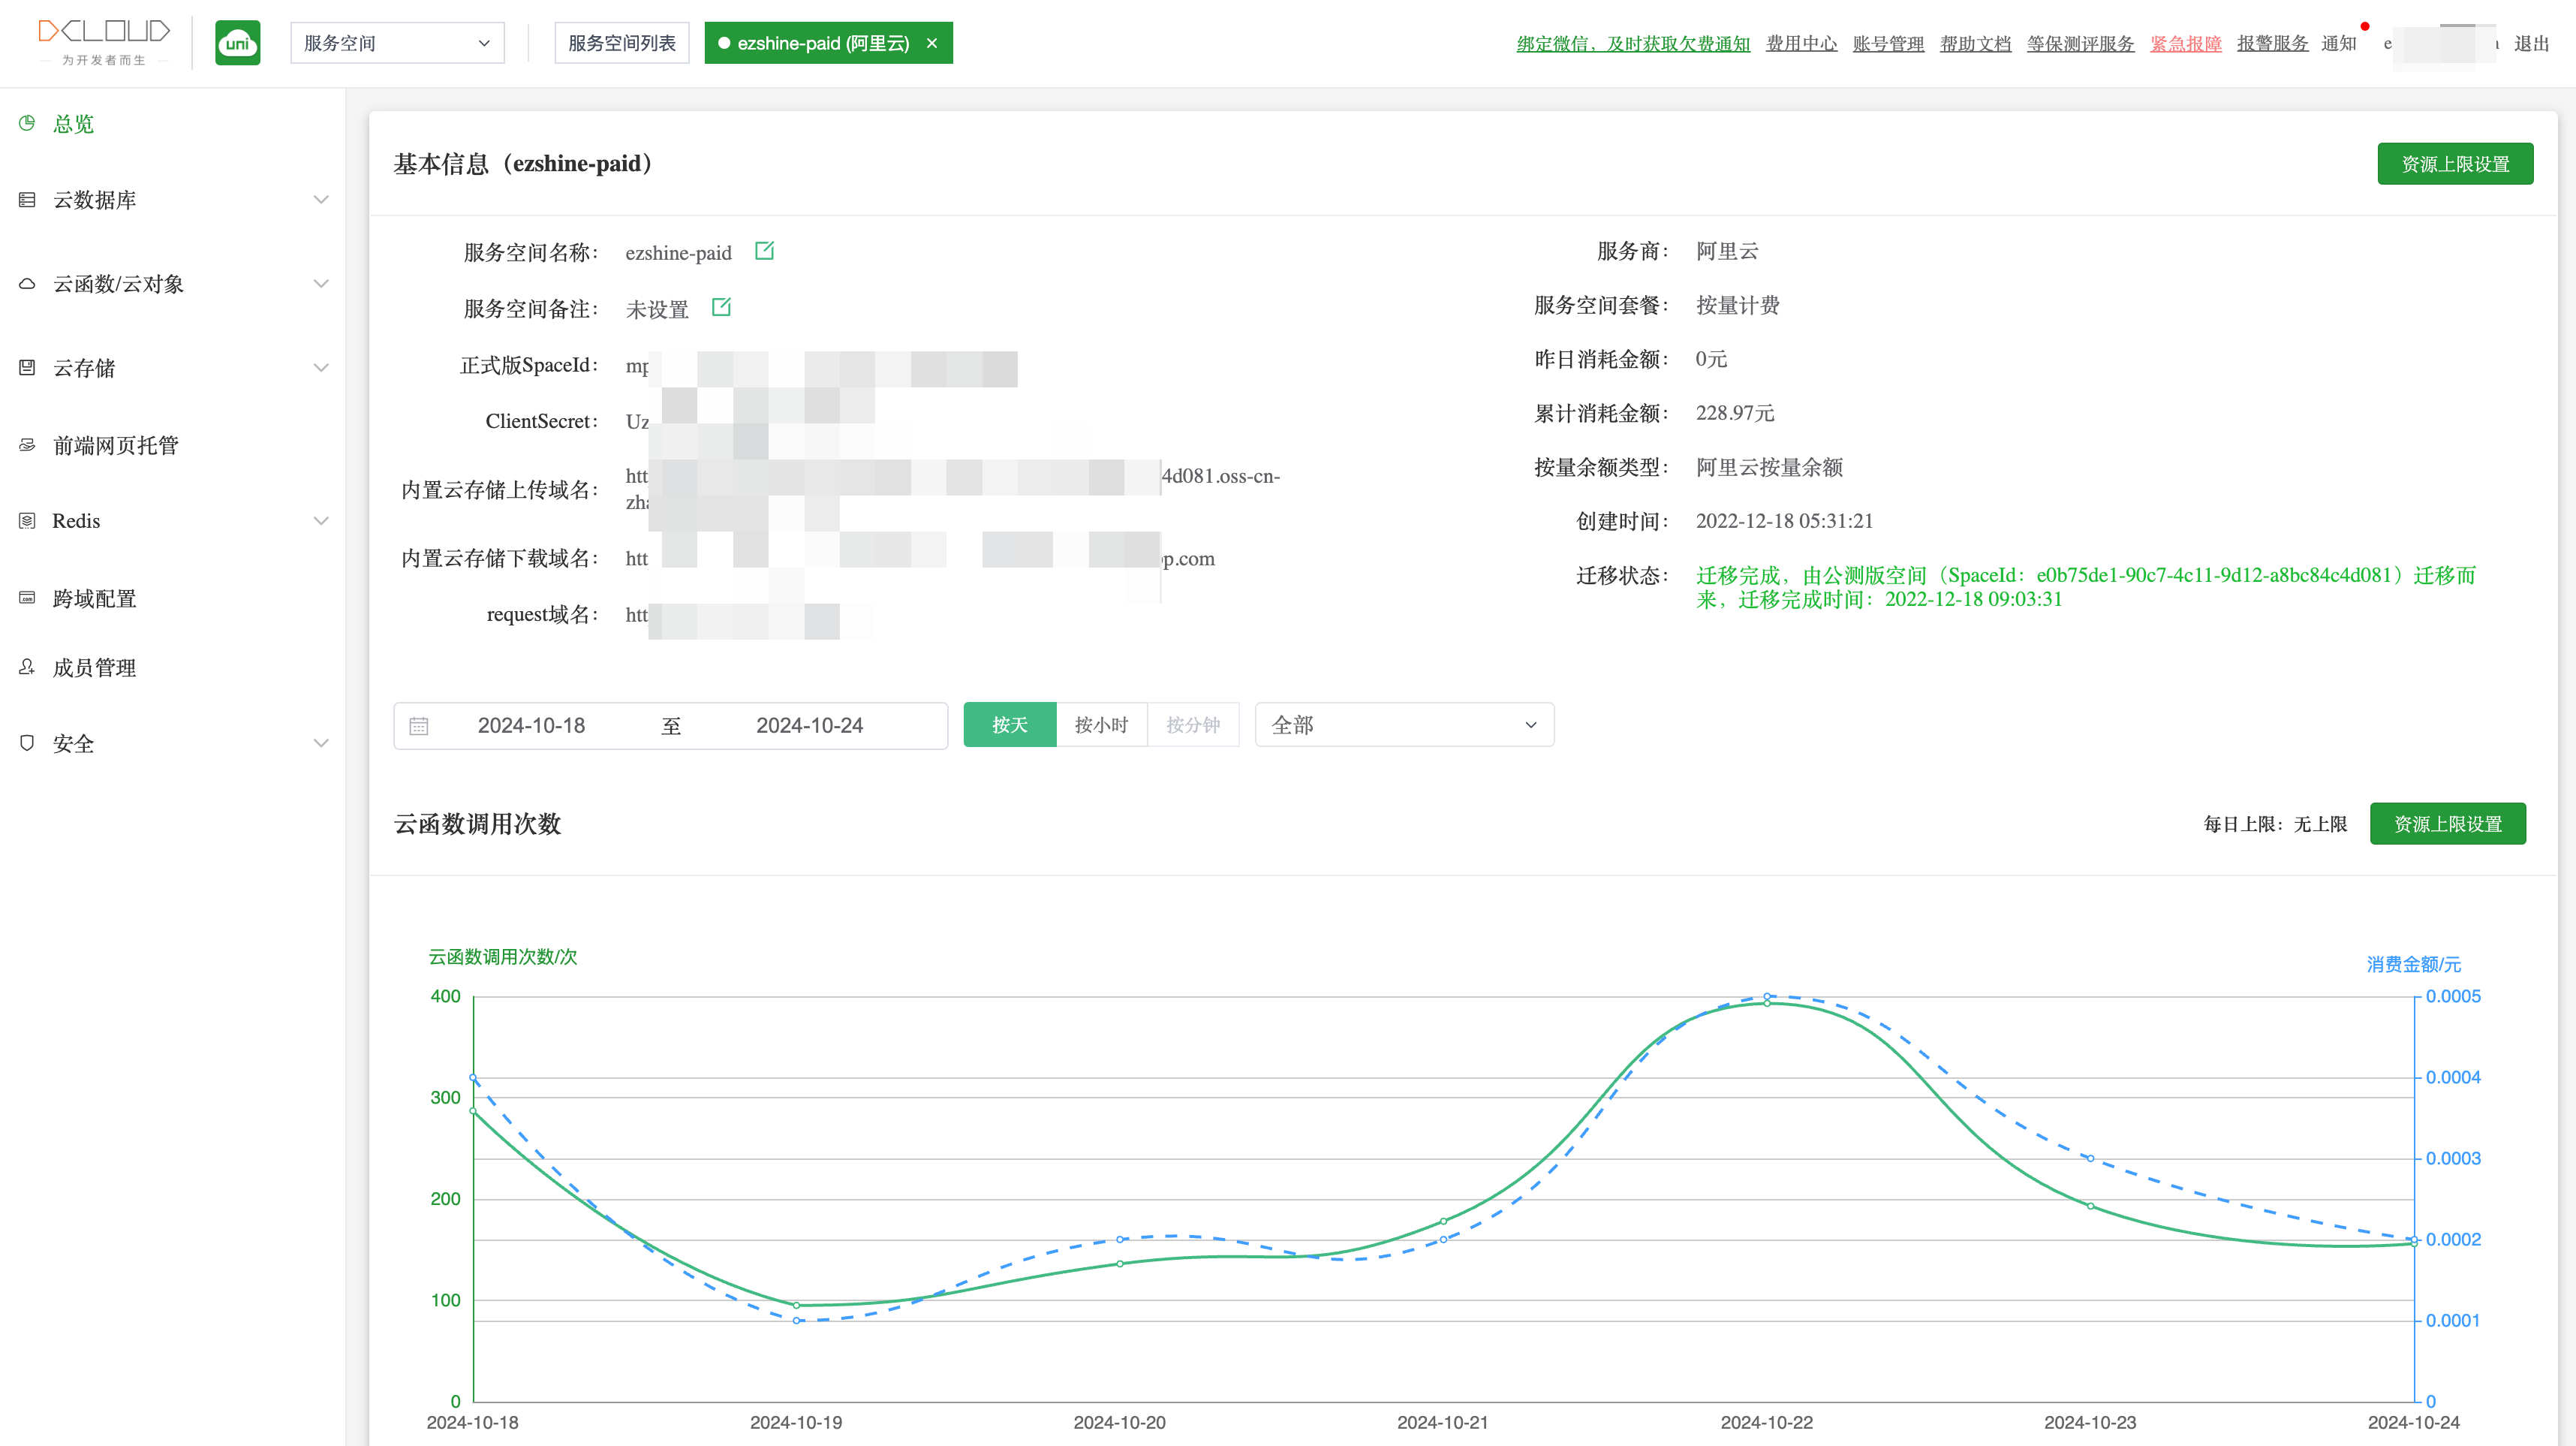 DCLOUD
为开发者而生
uni
服务空间
服务空间列表
ezshine-paid (阿里云) ×
绑定微信，及时获取欠费通知 费用中心 账号管理 帮助文档 等保测评服务 紧急报障 报警服务 通知 退出
总览
云数据库
云函数/云对象
云存储
前端网页托管
Redis
跨域配置
成员管理
安全
基本信息（ezshine-paid）
资源上限设置
服务空间名称： ezshine-paid
服务空间备注： 未设置
正式版SpaceId： mp
ClientSecret： Uz
内置云存储上传域名： htt 4d081.oss-cn-
zha
内置云存储下载域名： htt p.com
request域名： htt
服务商： 阿里云
服务空间套餐： 按量计费
昨日消耗金额： 0元
累计消耗金额： 228.97元
按量余额类型： 阿里云按量余额
创建时间： 2022-12-18 05:31:21
迁移状态： 迁移完成，由公测版空间（SpaceId：e0b75de1-90c7-4c11-9d12-a8bc84c4d081）迁移而
来，迁移完成时间：2022-12-18 09:03:31
2024-10-18 至 2024-10-24
按天 按小时 按分钟
全部
云函数调用次数
每日上限：无上限
资源上限设置
云函数调用次数/次
消费金额/元
400
300
200
100
0
0.0005
0.0004
0.0003
0.0002
0.0001
0
2024-10-18 2024-10-19 2024-10-20 2024-10-21 2024-10-22 2024-10-23 2024-10-24